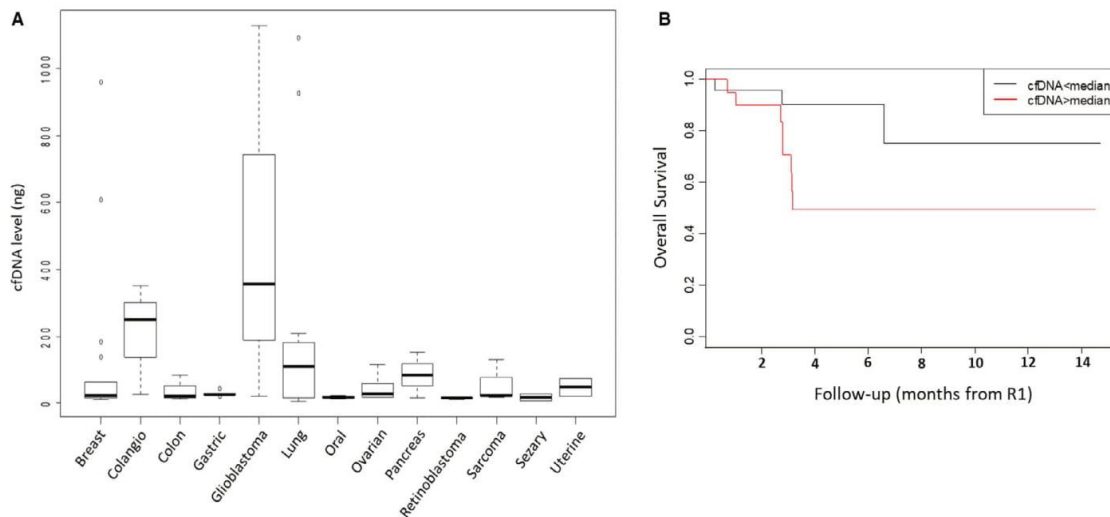 A
cfDNA level (ng)
1000
800
600
400
200
0
Breast
Colangio
Colon
Gastric
Glioblastoma
Lung
Oral
Ovarian
Pancreas
Retinoblastoma
Sarcoma
Sezary
Uterine
B
cfDNA<median
cfDNA>median
Overall Survival
1.0
0.8
0.6
0.4
0.2
0.0
2 4 6 8 10 12 14
Follow-up (months from R1)